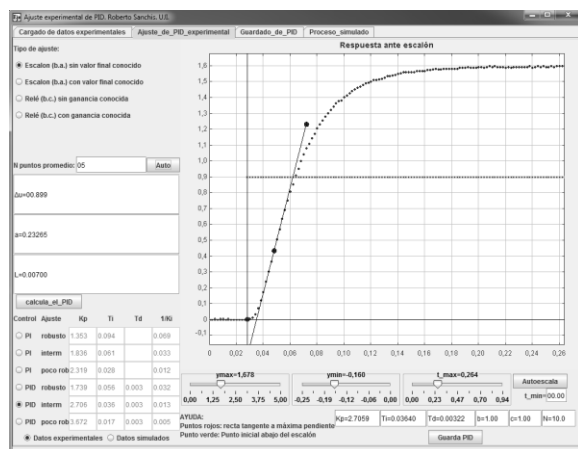 Ajuste experimental de PID. Roberto Sanchis. UJI.
Cargado de datos experimentales Ajuste_de_PID_experimental Guardado_de_PID Proceso_simulado
Tipo de ajuste:
Escalon (b.a.) sin valor final conocido
Escalon (b.a.) con valor final conocido
Relé (b.c.) sin ganancia conocida
Relé (b.c.) con ganancia conocida
N puntos promedio: 05 Auto
Δu=00.899
a=0.23265
L=0.00700
calcula_el_PID
Control Ajuste Kp Ti Td 1/Ki
PI robusto 1.353 0.094 0.069
PI interm 1.836 0.061 0.033
PI poco rob 2.319 0.028 0.012
PID robusto 1.739 0.056 0.003 0.032
PID interm 2.706 0.036 0.003 0.013
PID poco rob 3.672 0.017 0.003 0.005
Datos experimentales Datos simulados
Respuesta ante escalón
1,6
1,5
1,4
1,3
1,2
1,1
1,0
0,9
0,8
0,7
0,6
0,5
0,4
0,3
0,2
0,1
0
-0,1
0 0,02 0,04 0,06 0,08 0,10 0,12 0,14 0,16 0,18 0,20 0,22 0,24 0,26
ymax=1,678 ymin=-0,160 t_max=0,264 Autoescala
0,00 1,25 2,50 3,75 5,00 -0,25 -0,19 -0,12 -0,06 0,00 0,00 0,23 0,47 0,70 0,94 t_min= 00.00
AYUDA: Kp=2.7059 Ti=0.03640 Td=0.00322 b=1.00 c=1.00 N=10.0
Puntos rojos: recta tangente a máxima pendiente
Punto verde: Punto inicial abajo del escalón Guarda PID